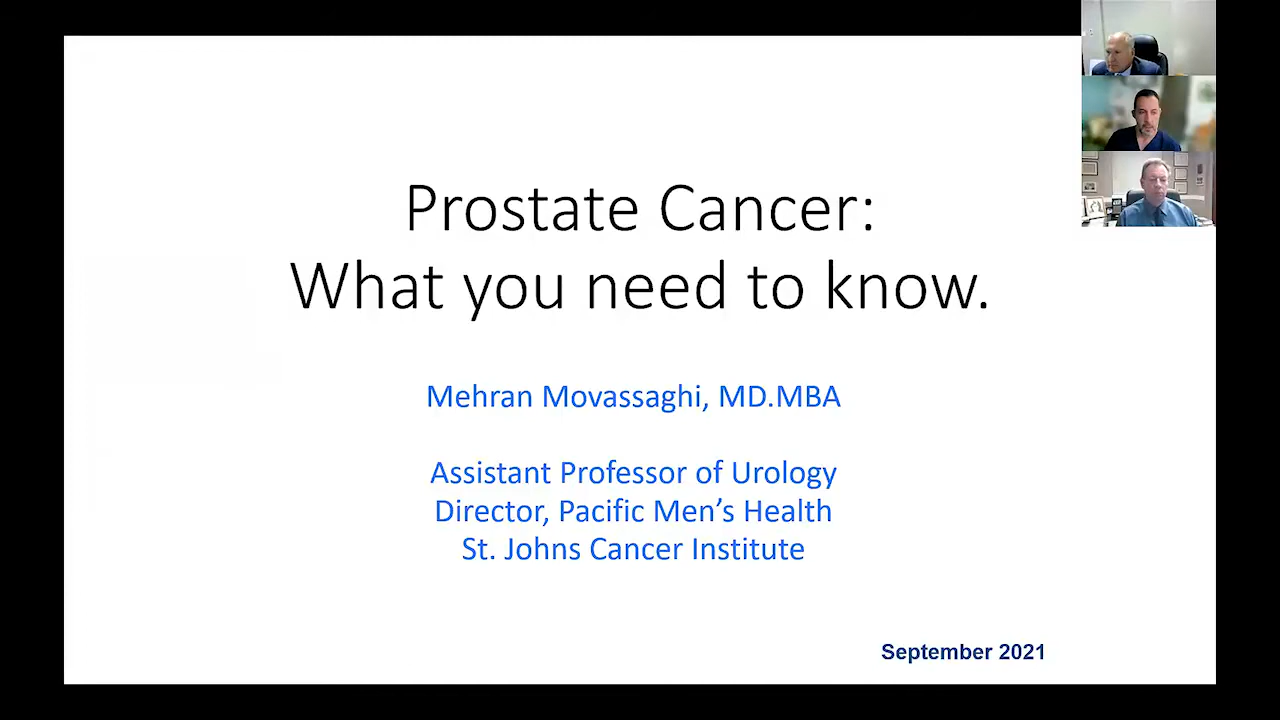 Prostate Cancer:
What you need to know.
Mehran Movassaghi, MD.MBA
Assistant Professor of Urology
Director, Pacific Men’s Health
St. Johns Cancer Institute
September 2021